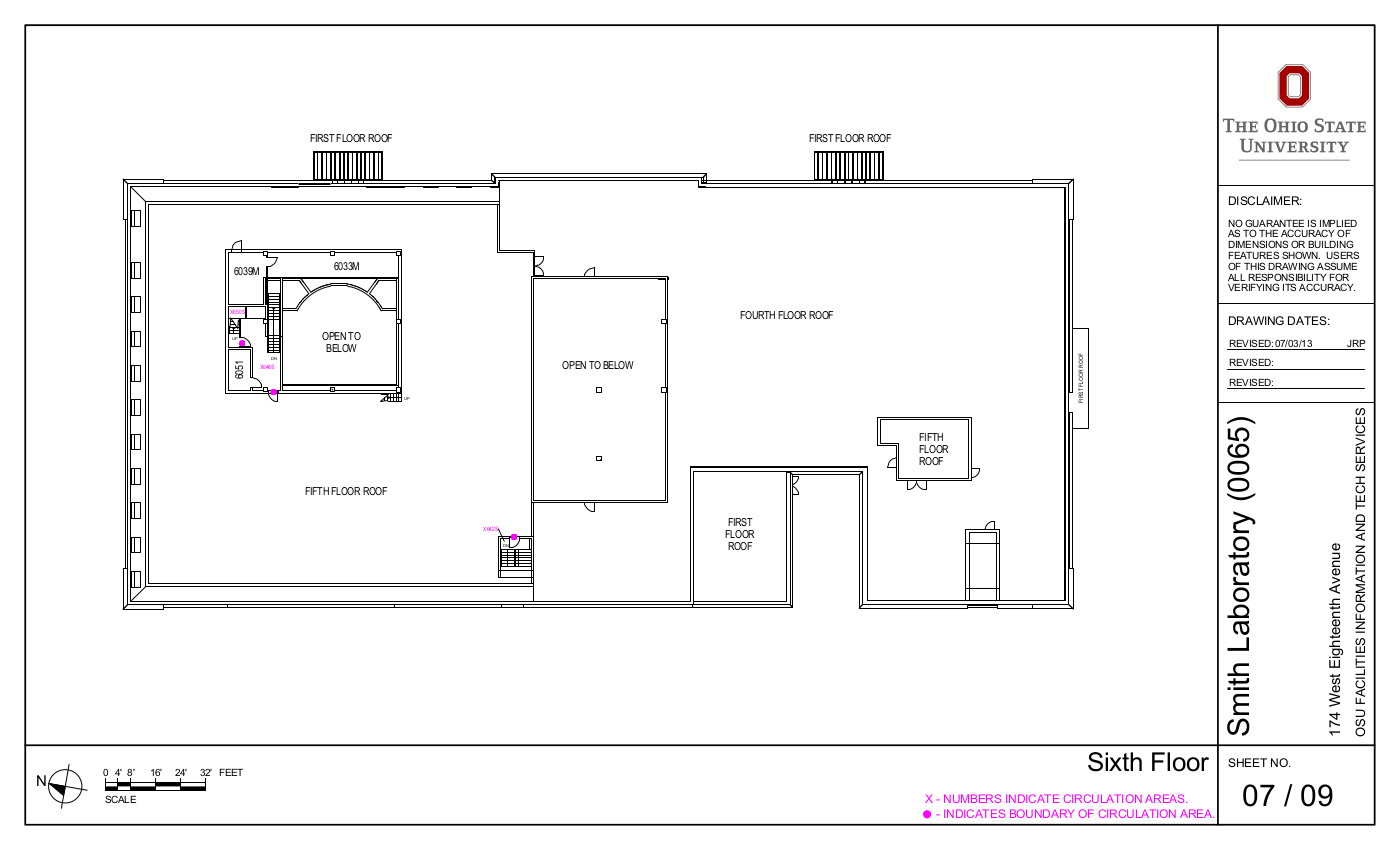 FIRST FLOOR ROOF
FIRST FLOOR ROOF
6039M
6033M
UP
OPEN TO
BELOW
DN
6051
UP
FOURTH FLOOR ROOF
OPEN TO BELOW
FIRST FLOOR ROOF
FIFTH
FLOOR
ROOF
FIFTH FLOOR ROOF
FIRST
FLOOR
ROOF
THE OHIO STATE
UNIVERSITY
DISCLAIMER:
NO GUARANTEE IS IMPLIED
AS TO THE ACCURACY OF
DIMENSIONS OR BUILDING
FEATURES SHOWN. USERS
OF THIS DRAWING ASSUME
ALL RESPONSIBILITY FOR
VERIFYING ITS ACCURACY.
DRAWING DATES:
REVISED: 07/03/13 JRP
REVISED:
REVISED:
Smith Laboratory (0065)
174 West Eighteenth Avenue
OSU FACILITIES INFORMATION AND TECH SERVICES
N
0 4' 8' 16' 24' 32' FEET
SCALE
Sixth Floor
X - NUMBERS INDICATE CIRCULATION AREAS.
- INDICATES BOUNDARY OF CIRCULATION AREA.
SHEET NO.
07 / 09